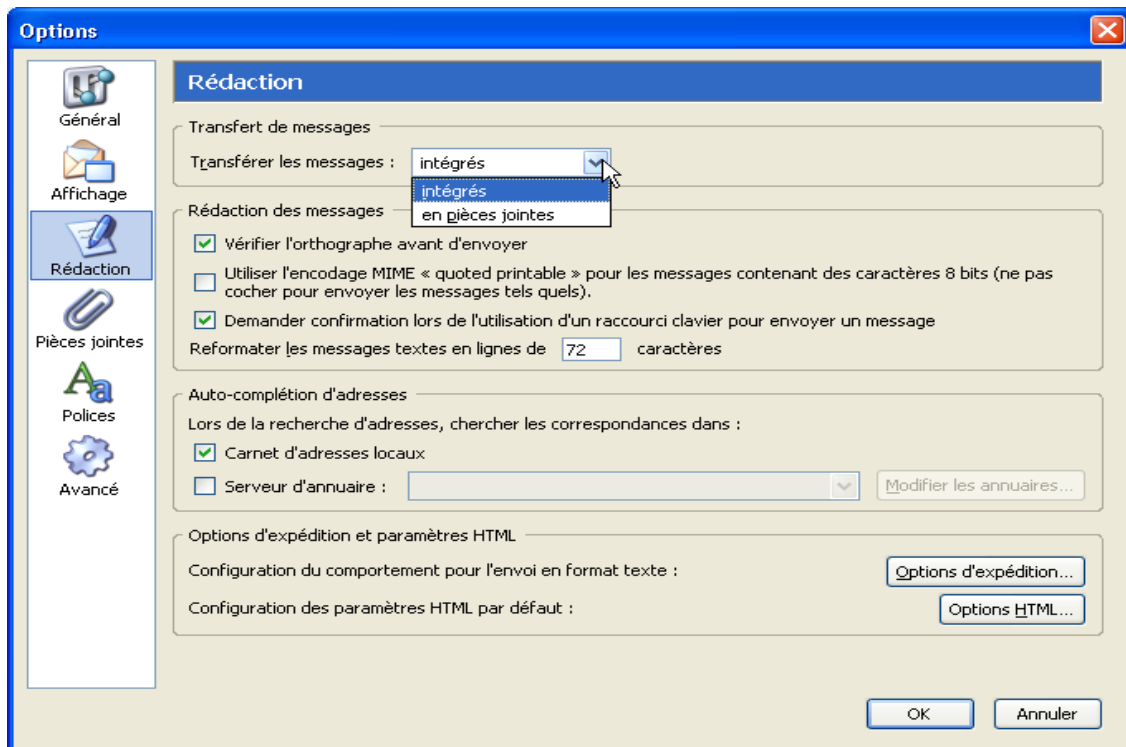 Options
Général
Affichage
Rédaction
Pièces jointes
Polices
Avancé
Rédaction
Transfert de messages
Transférer les messages : intégrés
intégrés
en pièces jointes
Rédaction des messages
Vérifier l'orthographe avant d'envoyer
Utiliser l'encodage MIME « quoted printable » pour les messages contenant des caractères 8 bits (ne pas
cocher pour envoyer les messages tels quels).
Demander confirmation lors de l'utilisation d'un raccourci clavier pour envoyer un message
Reformater les messages textes en lignes de 72 caractères
Auto-complétion d'adresses
Lors de la recherche d'adresses, chercher les correspondances dans :
Carnet d'adresses locaux
Serveur d'annuaire : Modifier les annuaires...
Options d'expédition et paramètres HTML
Configuration du comportement pour l'envoi en format texte : Options d'expédition...
Configuration des paramètres HTML par défaut : Options HTML...
OK Annuler